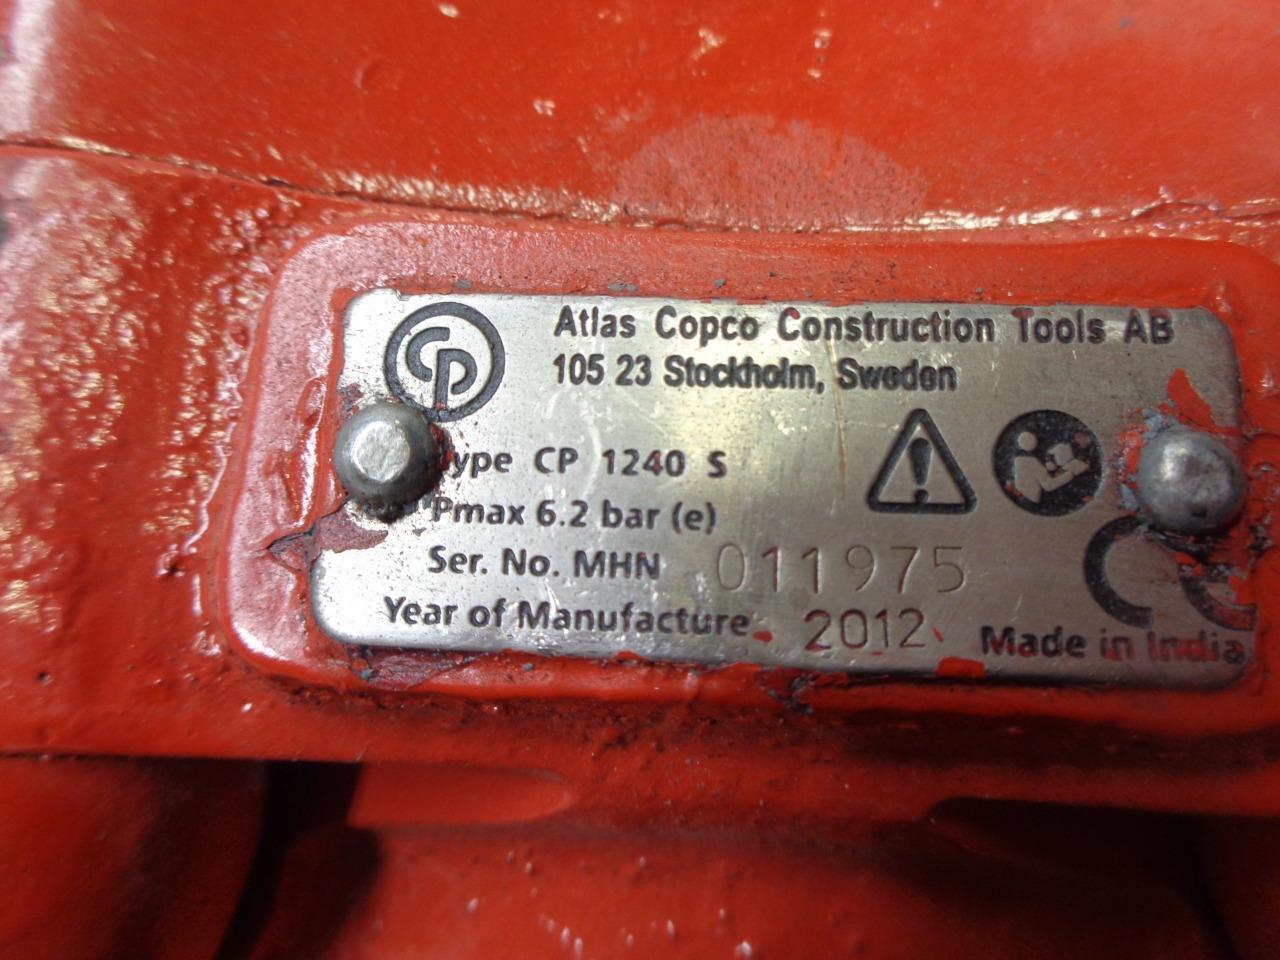 CP
Atlas Copco Construction Tools AB
105 23 Stockholm, Sweden
Type CP 1240 S
Pmax 6.2 bar (e)
Ser. No. MHN 011975
CE
Year of Manufacture 2012
Made in India